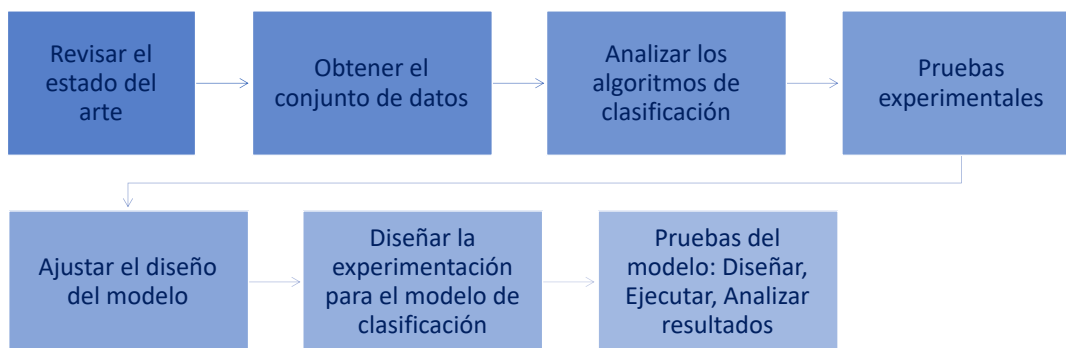 Revisar el
estado del
arte
Obtener el
conjunto de datos
Analizar los
algoritmos de
clasificación
Pruebas
experimentales
Ajustar el diseño
del modelo
Diseñar la
experimentación
para el modelo de
clasificación
Pruebas del
modelo: Diseñar,
Ejecutar, Analizar
resultados